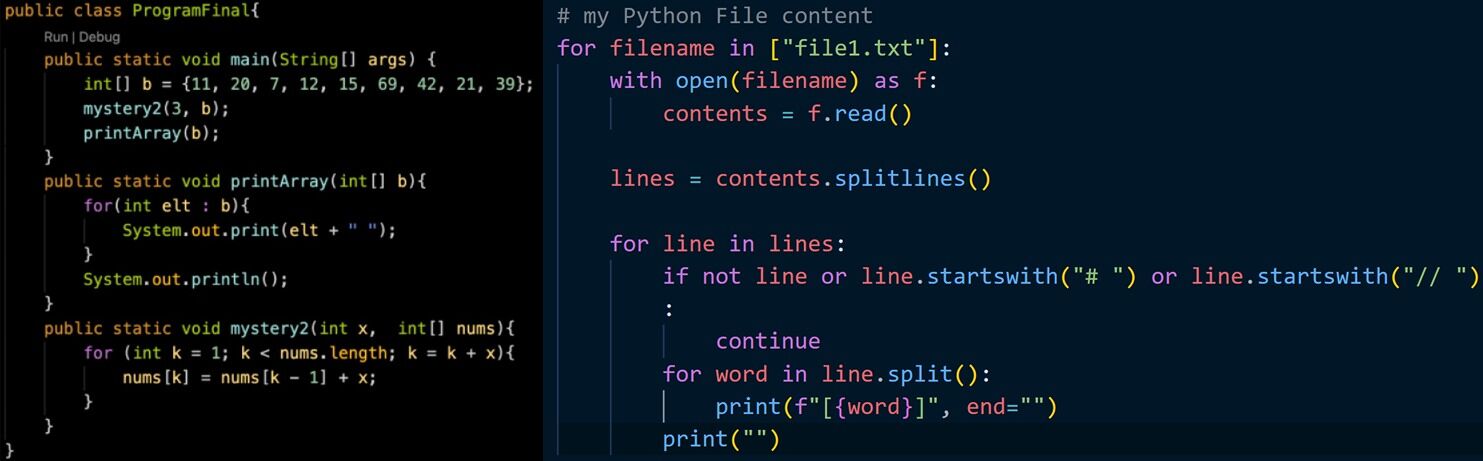 public class ProgramFinal{
Run | Debug
public static void main(String[] args) {
int[] b = {11, 20, 7, 12, 15, 69, 42, 21, 39};
mystery2(3, b);
printArray(b);
}
public static void printArray(int[] b){
for(int elt : b){
System.out.print(elt + " ");
}
System.out.println();
}
public static void mystery2(int x,  int[] nums){
for (int k = 1; k < nums.length; k = k + x){
nums[k] = nums[k - 1] + x;
}
}
}
# my Python File content
for filename in ["file1.txt"]:
with open(filename) as f:
contents = f.read()
lines = contents.splitlines()
for line in lines:
if not line or line.startswith("# ") or line.startswith("// ")
:
continue
for word in line.split():
print(f"[{word}]", end="")
print("")